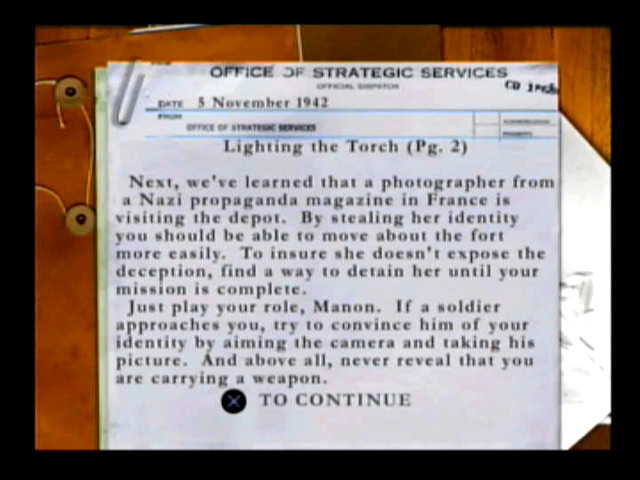 OFFICE OF STRATEGIC SERVICES
OFFICIAL DISPATCH
DATE 5 November 1942
FROM
OFFICE OF STRATEGIC SERVICES
Lighting the Torch (Pg. 2)
Next, we've learned that a photographer from
a Nazi propaganda magazine in France is
visiting the depot. By stealing her identity
you should be able to move about the fort
more easily. To insure she doesn't expose the
deception, find a way to detain her until your
mission is complete.
Just play your role, Manon. If a soldier
approaches you, try to convince him of your
identity by aiming the camera and taking his
picture. And above all, never reveal that you
are carrying a weapon.
TO CONTINUE